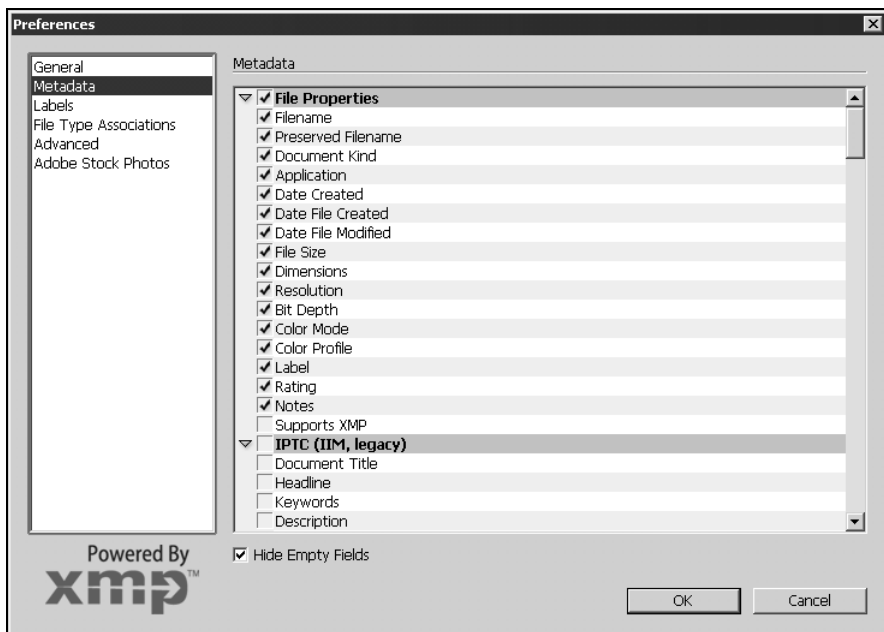 Preferences
General
Metadata
Labels
File Type Associations
Advanced
Adobe Stock Photos
Metadata
File Properties
Filename
Preserved Filename
Document Kind
Application
Date Created
Date File Created
Date File Modified
File Size
Dimensions
Resolution
Bit Depth
Color Mode
Color Profile
Label
Rating
Notes
Supports XMP
IPTC (IIM, legacy)
Document Title
Headline
Keywords
Description
Hide Empty Fields
Powered By
xmp™
OK
Cancel